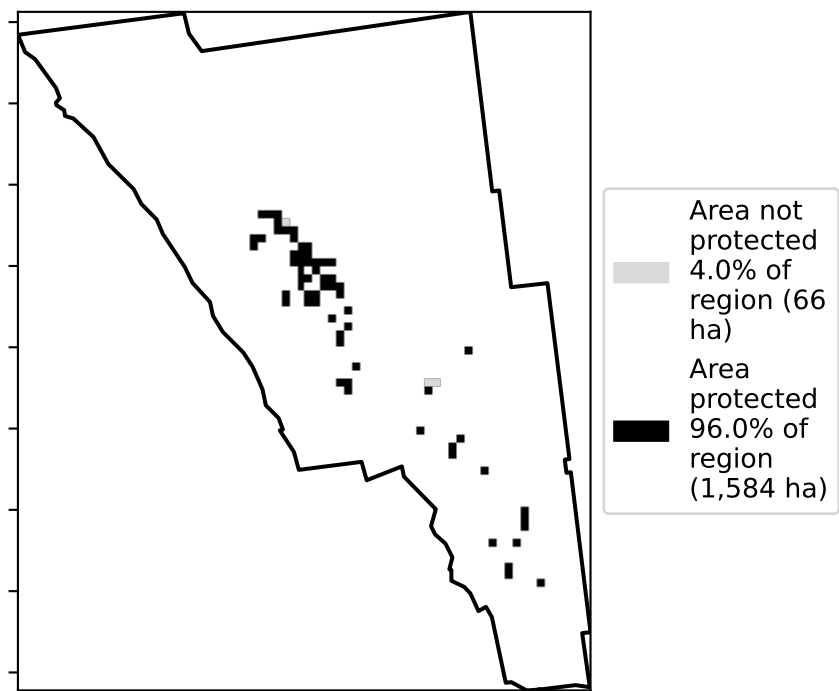 Area not
protected
4.0% of
region (66
ha)
Area
protected
96.0% of
region
(1,584 ha)